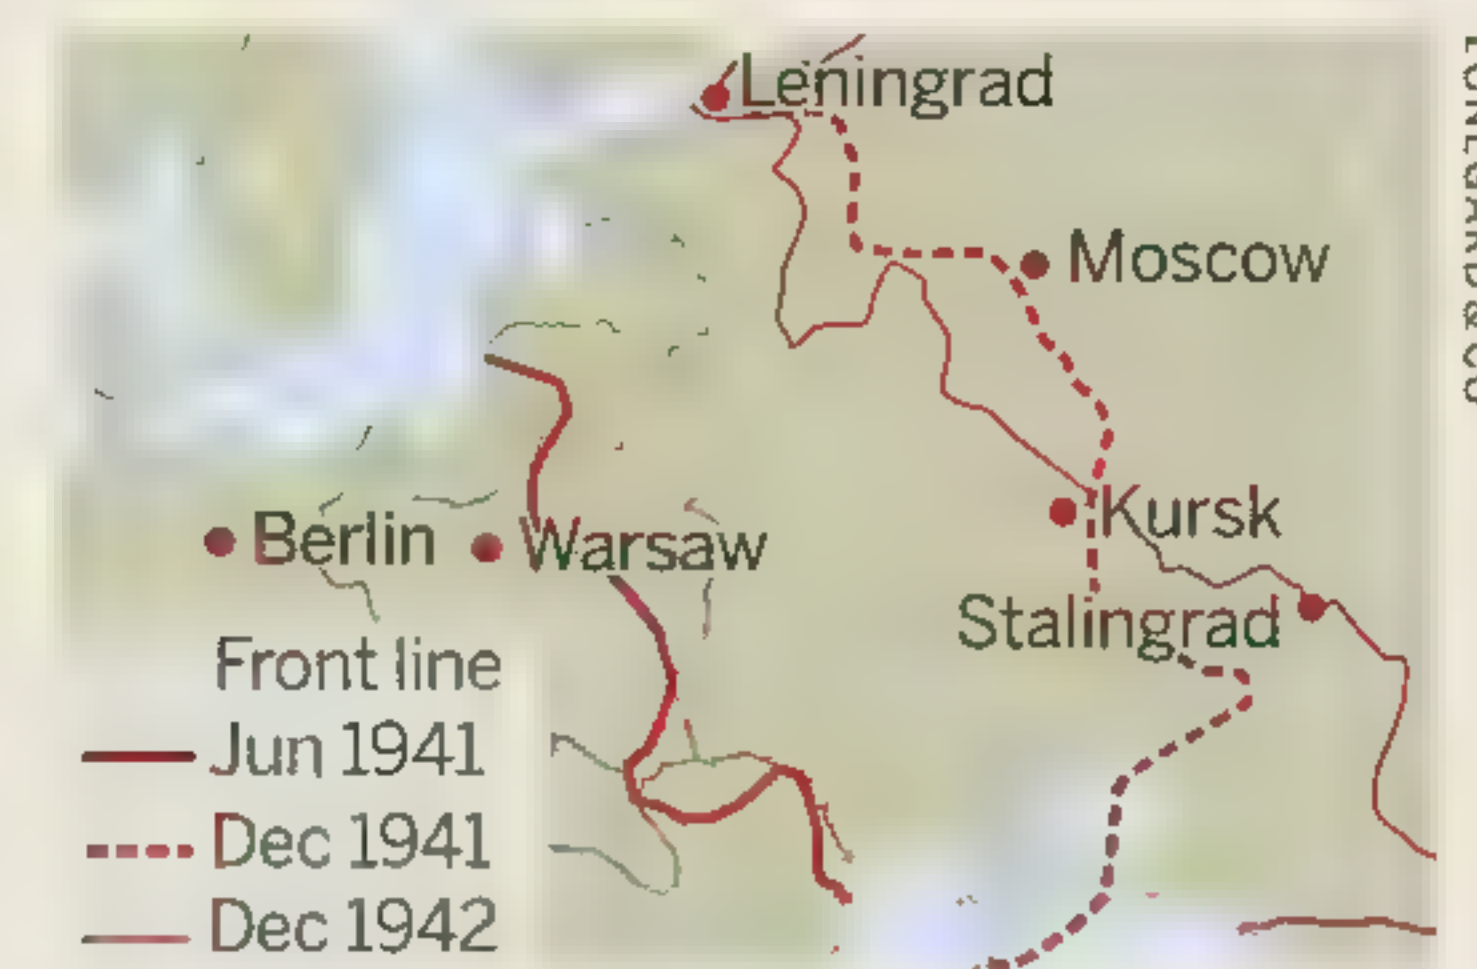 Leningrad
Moscow
Kursk
Berlin
Warsaw
Stalingrad
Front line
Jun 1941
Dec 1941
Dec 1942